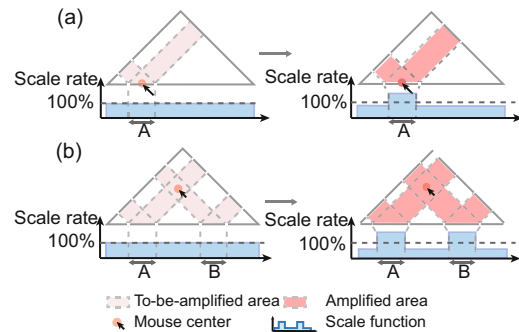 (a)
Scale rate
100%
A
Scale rate
100%
A
(b)
Scale rate
100%
A B
Scale rate
100%
A B
To-be-amplified area
Amplified area
Mouse center
Scale function